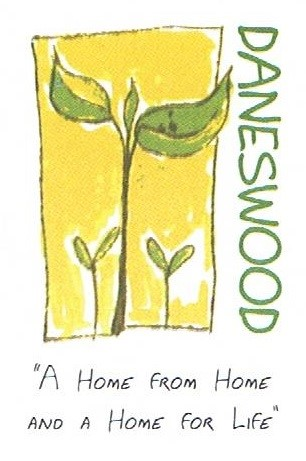 DANESWOOD
"A HOME FROM HOME
AND A HOME FOR LIFE"